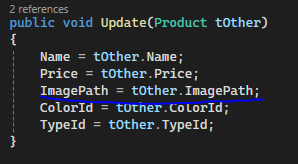 2 references
public void Update(Product tOther)
{
Name = tOther.Name;
Price = tOther.Price;
ImagePath = tOther.ImagePath;
ColorId = tOther.ColorId;
TypeId = tOther.TypeId;
}